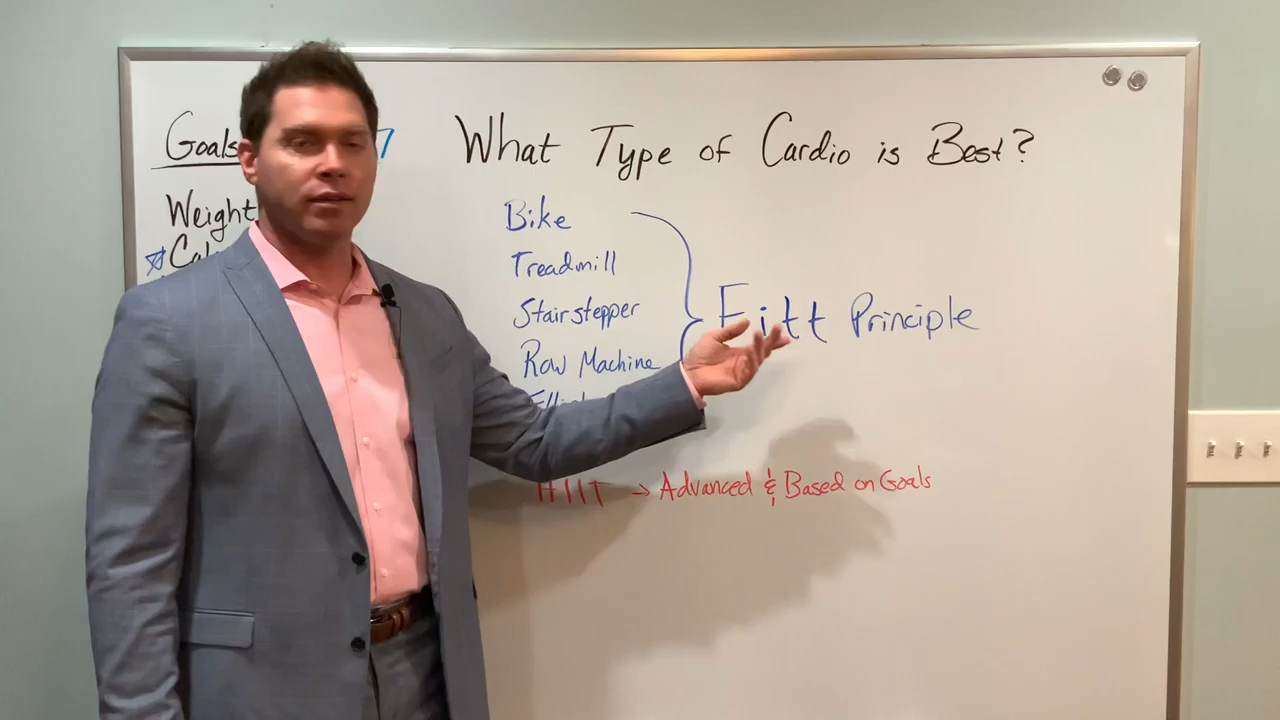 Goals 7
What Type of Cardio is Best?
Weight
Bike
Treadmill
Stairstepper
Row Machine
Fitt Principle
HIIT → Advanced & Based on Goals